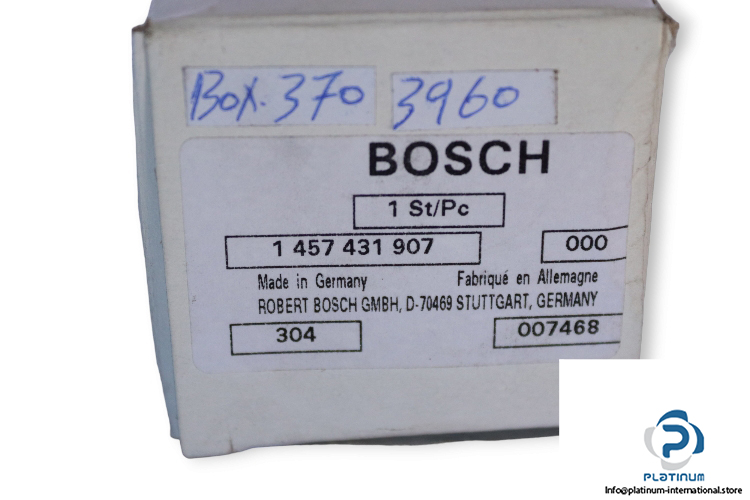 Box.370 3960
BOSCH
1 St/Pc
1 457 431 907 000
Made in Germany Fabriqué en Allemagne
ROBERT BOSCH GMBH, D-70469 STUTTGART, GERMANY
304 007468
PLATINUM
Info@platinum-international.store